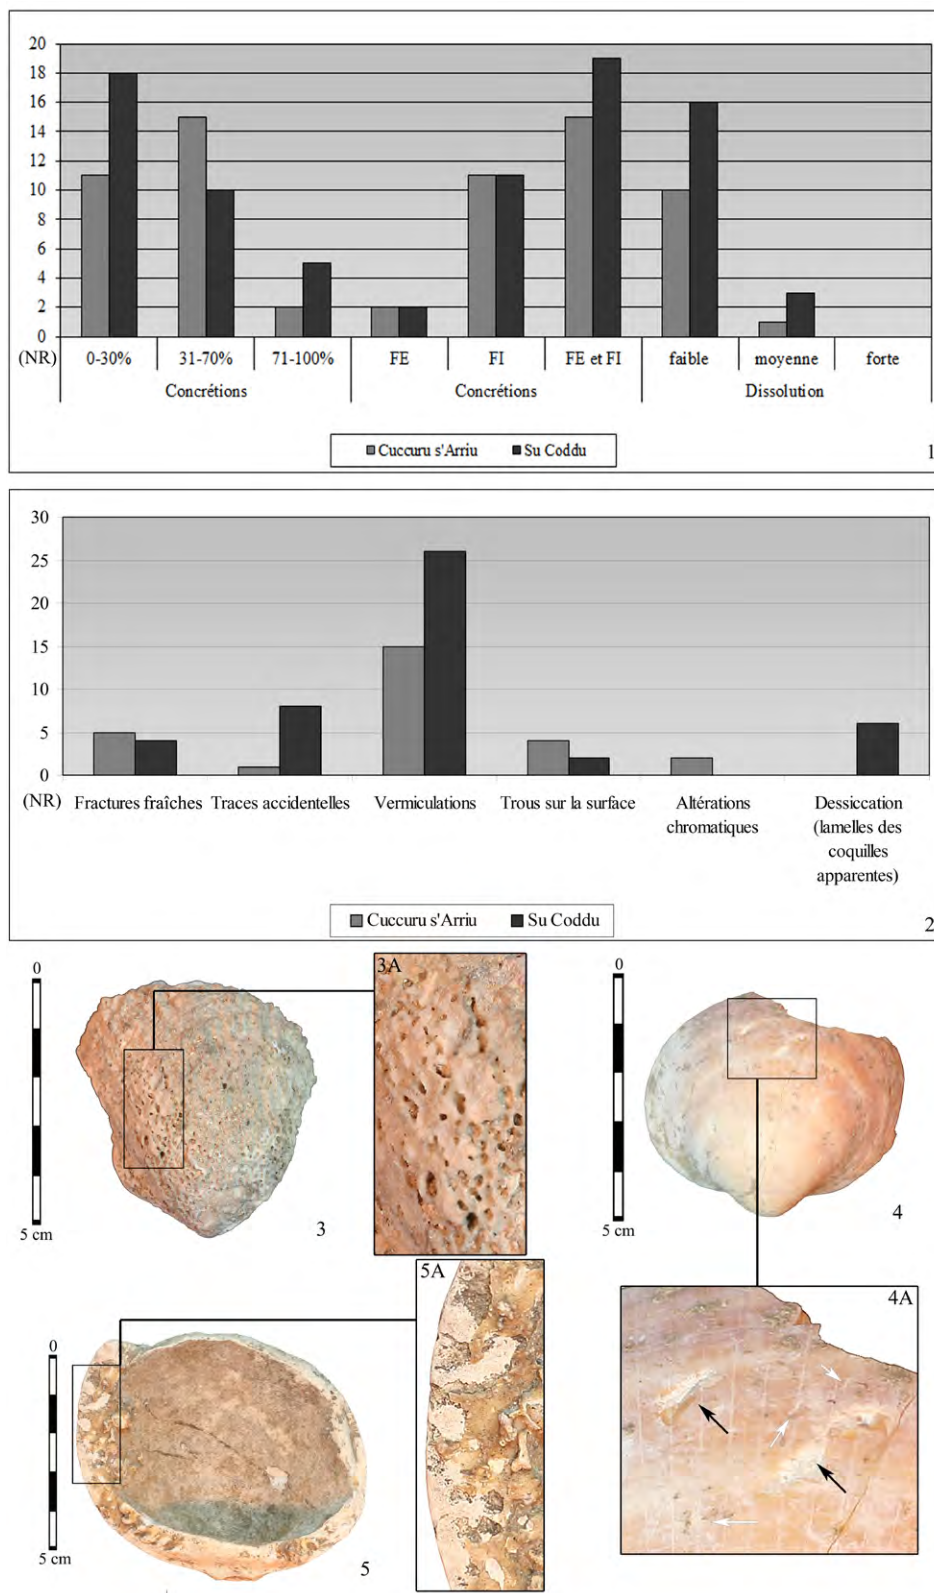 20
18
16
14
12
10
8
6
4
2
0
(NR)
0-30% 31-70% 71-100% FE FI FE et FI faible moyenne forte
Concrétions Concrétions Dissolution
Cuccuru s'Arriu Su Coddu
1
30
25
20
15
10
5
0
(NR)
Fractures fraîches Traces accidentelles Vermiculations Trous sur la surface Altérations Dessiccation
chromatiques (lamelles des
coquilles
apparentes)
Cuccuru s'Arriu Su Coddu
2
0
5 cm
3
3A
0
5 cm
4
4A
0
5 cm
5
5A